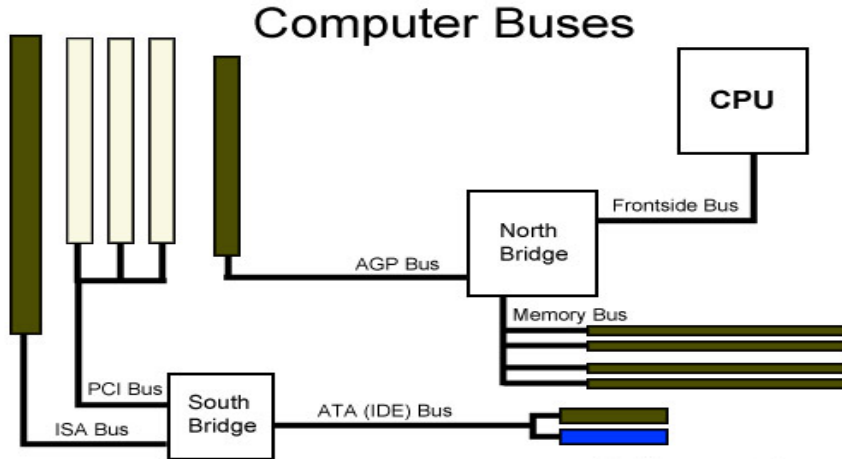 Computer Buses
CPU
Frontside Bus
North
Bridge
AGP Bus
Memory Bus
PCI Bus
South
Bridge
ATA (IDE) Bus
ISA Bus